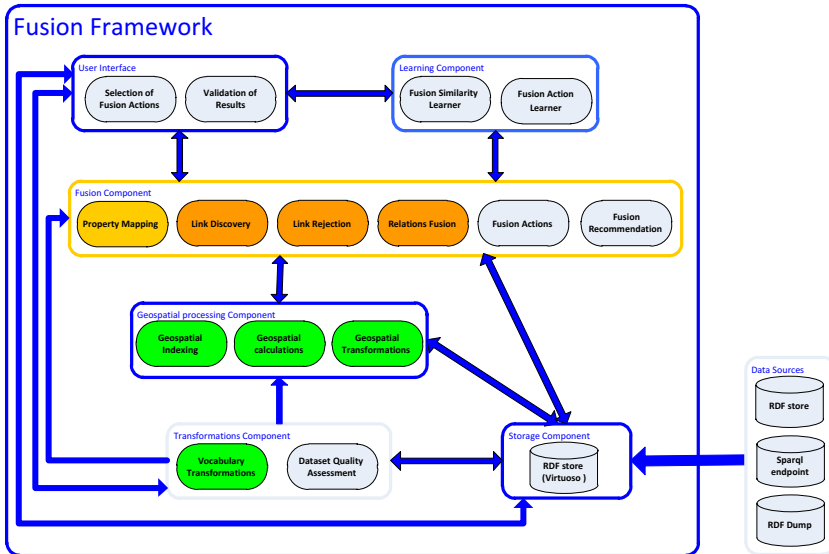 Fusion Framework
User Interface
Selection of
Fusion Actions
Validation of
Results
Learning Component
Fusion Similarity
Learner
Fusion Action
Learner
Fusion Component
Property Mapping
Link Discovery
Link Rejection
Relations Fusion
Fusion Actions
Fusion
Recommendation
Geospatial processing Component
Geospatial
Indexing
Geospatial
calculations
Geospatial
Transformations
Transformations Component
Vocabulary
Transformations
Dataset Quality
Assessment
Storage Component
RDF store
(Virtuoso )
Data Sources
RDF store
Sparql
endpoint
RDF Dump